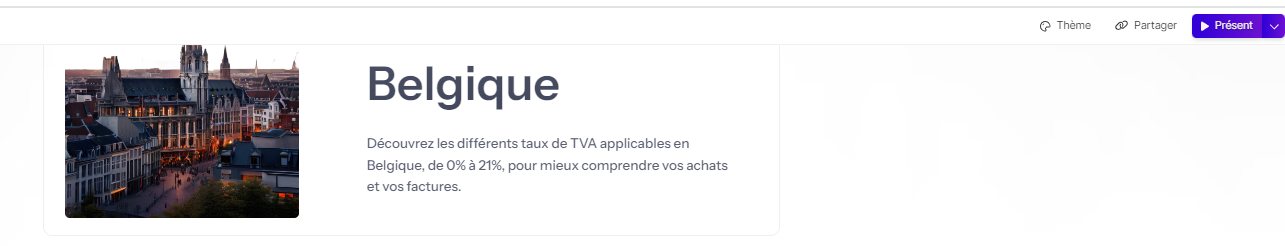 Thème
Partager
Présent
Belgique
Découvrez les différents taux de TVA applicables en
Belgique, de 0% à 21%, pour mieux comprendre vos achats
et vos factures.